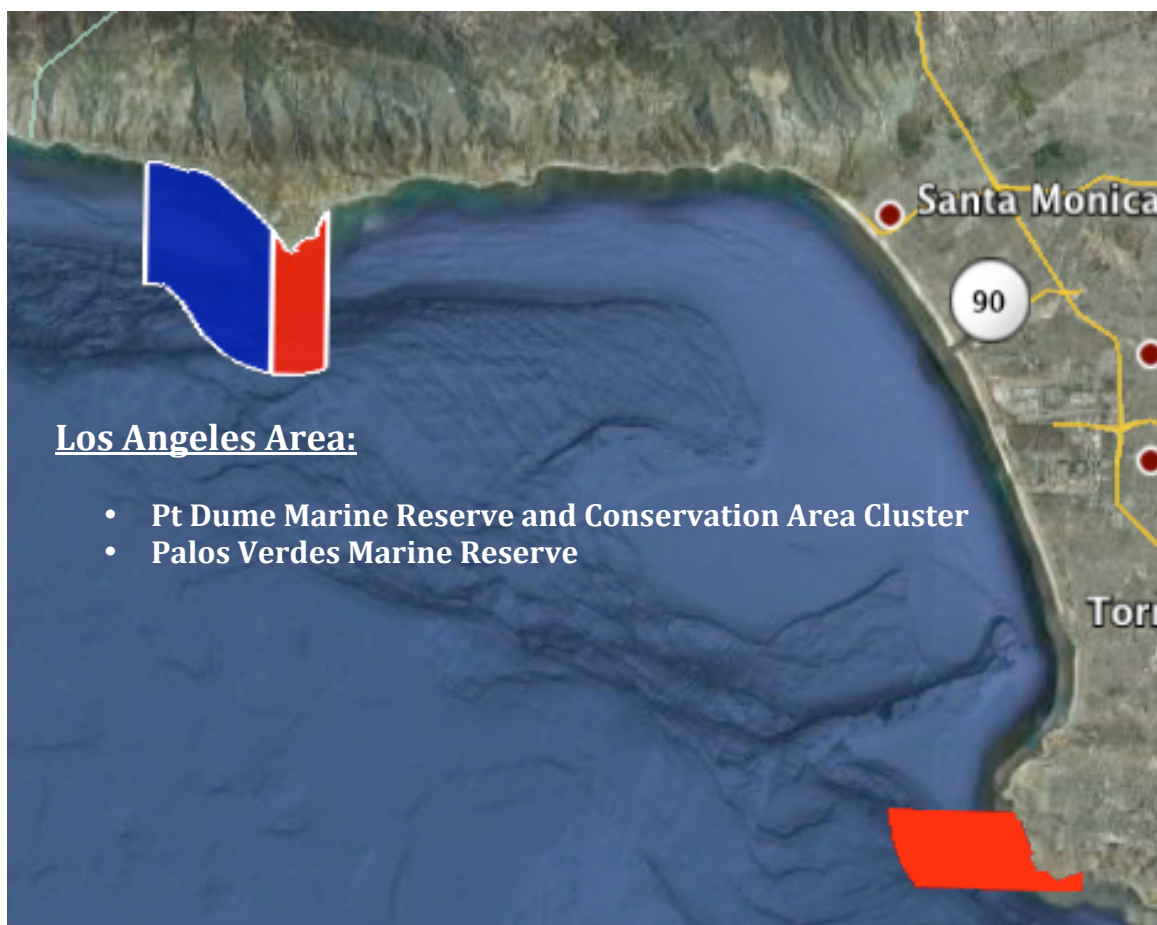 Santa Monica
90
Los Angeles Area:
• Pt Dume Marine Reserve and Conservation Area Cluster
• Palos Verdes Marine Reserve
Torr